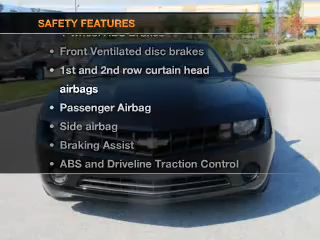 SAFETY FEATURES
• Front Ventilated disc brakes
• 1st and 2nd row curtain head
airbags
• Passenger Airbag
• Side airbag
• Braking Assist
• ABS and Driveline Traction Control